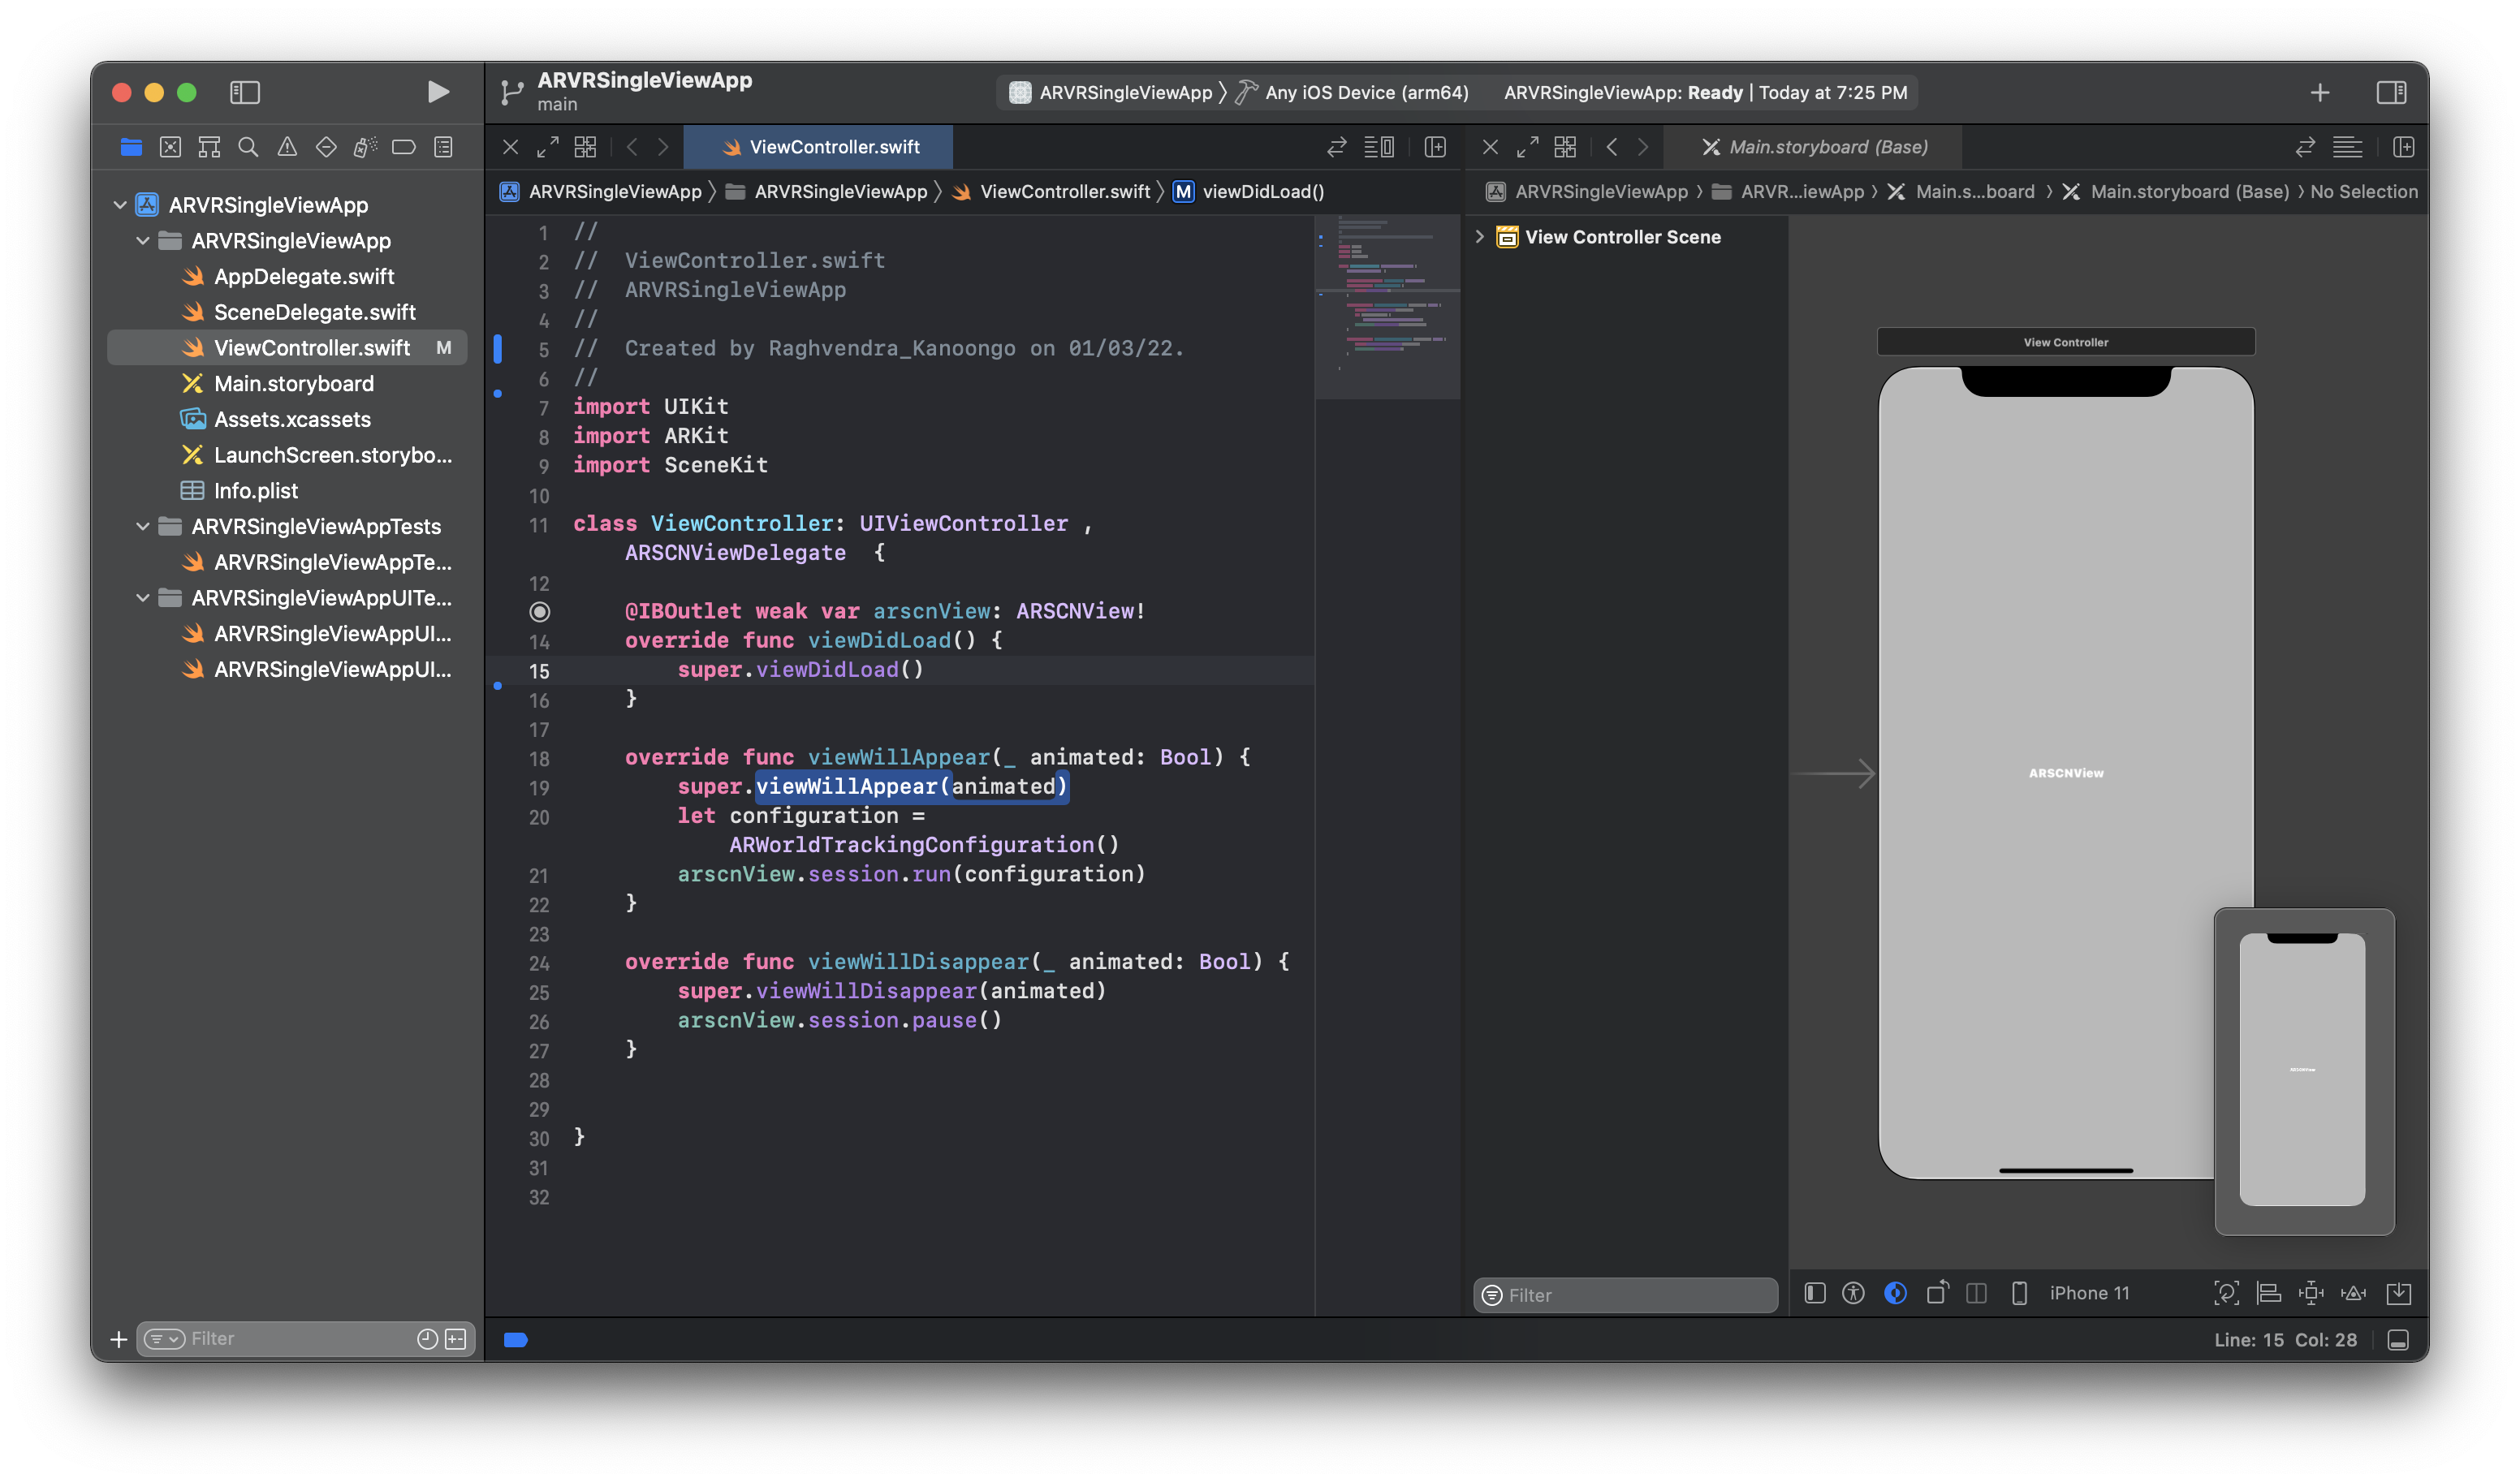 ARVRSingleViewApp
main
ARVRSingleViewApp 〉 Any iOS Device (arm64)
ARVRSingleViewApp: Ready | Today at 7:25 PM
ARVRSingleViewApp
ARVRSingleViewApp
AppDelegate.swift
SceneDelegate.swift
ViewController.swift M
Main.storyboard
Assets.xcassets
LaunchScreen.storybo...
Info.plist
ARVRSingleViewAppTests
ARVRSingleViewAppTe...
ARVRSingleViewAppUITe...
ARVRSingleViewAppUI...
ARVRSingleViewAppUI...
Filter
ViewController.swift
ARVRSingleViewApp 〉 ARVRSingleViewApp 〉 ViewController.swift 〉 M viewDidLoad()
1 //
2 //  ViewController.swift
3 //  ARVRSingleViewApp
4 //
5 //  Created by Raghvendra_Kanoongo on 01/03/22.
6 //
7 import UIKit
8 import ARKit
9 import SceneKit
10
11 class ViewController: UIViewController ,
ARSCNViewDelegate  {
12
@IBOutlet weak var arscnView: ARSCNView!
14 override func viewDidLoad() {
15 super.viewDidLoad()
16 }
17
18 override func viewWillAppear(_ animated: Bool) {
19 super.viewWillAppear(animated)
20 let configuration =
ARWorldTrackingConfiguration()
21 arscnView.session.run(configuration)
22 }
23
24 override func viewWillDisappear(_ animated: Bool) {
25 super.viewWillDisappear(animated)
26 arscnView.session.pause()
27 }
28
29
30 }
31
32
Main.storyboard (Base)
ARVRSingleViewApp 〉 ARVR...iewApp 〉 Main.s...board 〉 Main.storyboard (Base) 〉 No Selection
View Controller Scene
View Controller
ARSCNView
Filter
iPhone 11
Line: 15 Col: 28